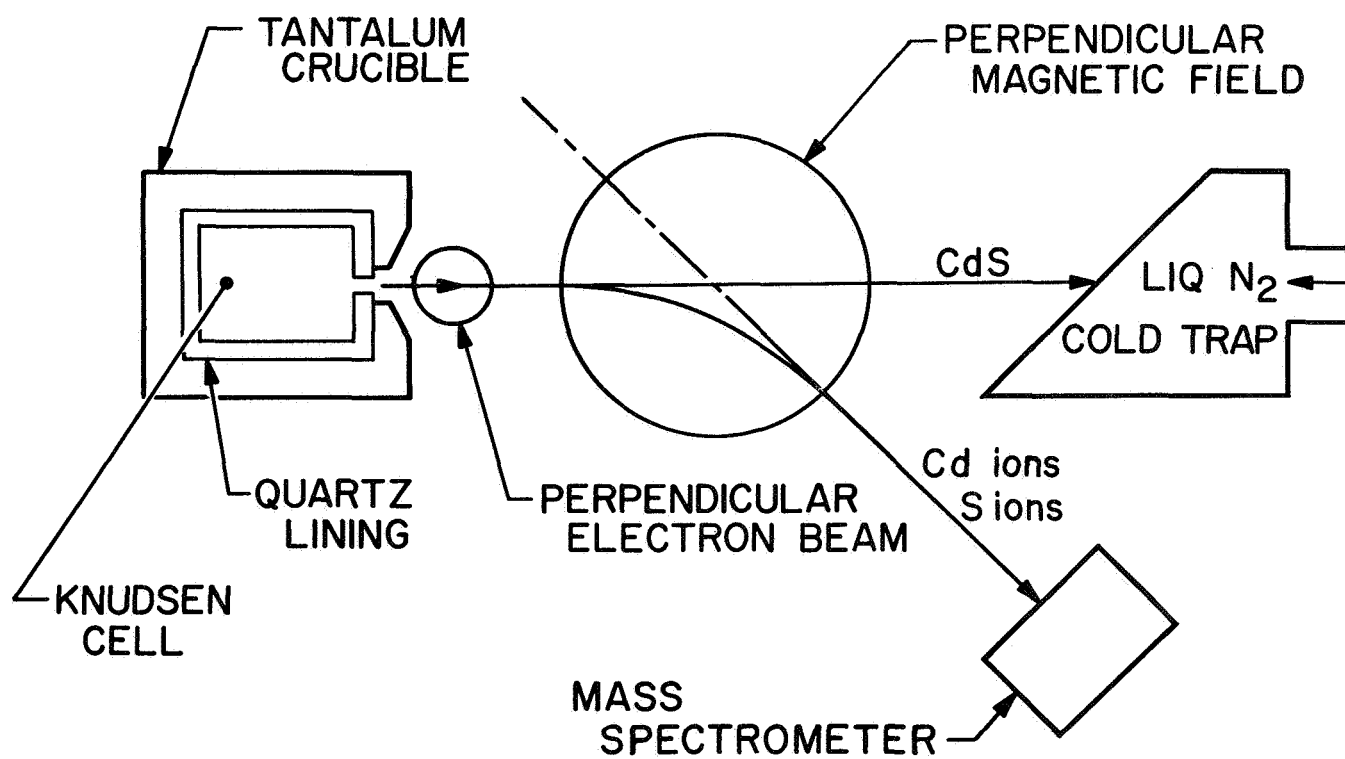 TANTALUM
CRUCIBLE
PERPENDICULAR
MAGNETIC FIELD
CdS
LIQ N₂
COLD TRAP
Cd ions
S ions
QUARTZ
LINING
PERPENDICULAR
ELECTRON BEAM
KNUDSEN
CELL
MASS
SPECTROMETER